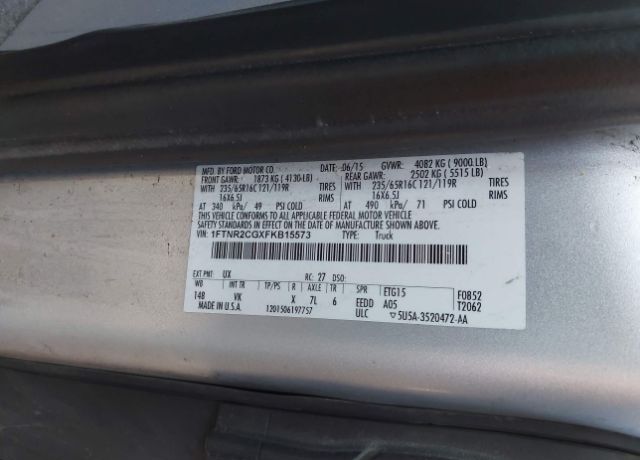 MFD. BY FORD MOTOR CO. DATE: 06/15 GVWR: 4082 KG ( 9000 LB)
FRONT GAWR: 1873 KG ( 4130 LB) REAR GAWR: 2502 KG ( 5515 LB)
WITH 235/65R16C 121/119R TIRES WITH 235/65R16C 121/119R TIRES
16X6.5J RIMS 16X6.5J RIMS
AT 340 kPa/ 49 PSI COLD AT 490 kPa/ 71 PSI COLD
THIS VEHICLE CONFORMS TO ALL APPLICABLE FEDERAL MOTOR VEHICLE
SAFETY STANDARDS IN EFFECT ON THE DATE OF MANUFACTURE SHOWN ABOVE.
VIN: 1FTNR2CGXFKB15573 TYPE: Truck
EXT PNT: UX RC: 27 DSO:
WB INT TR TP/PS R AXLE TR SPR ETG15 F0852
148 VK X 7L 6 EEDD A05 T2062
MADE IN U.S.A. 1201506197757 ULC ▽5U5A-3520472-AA